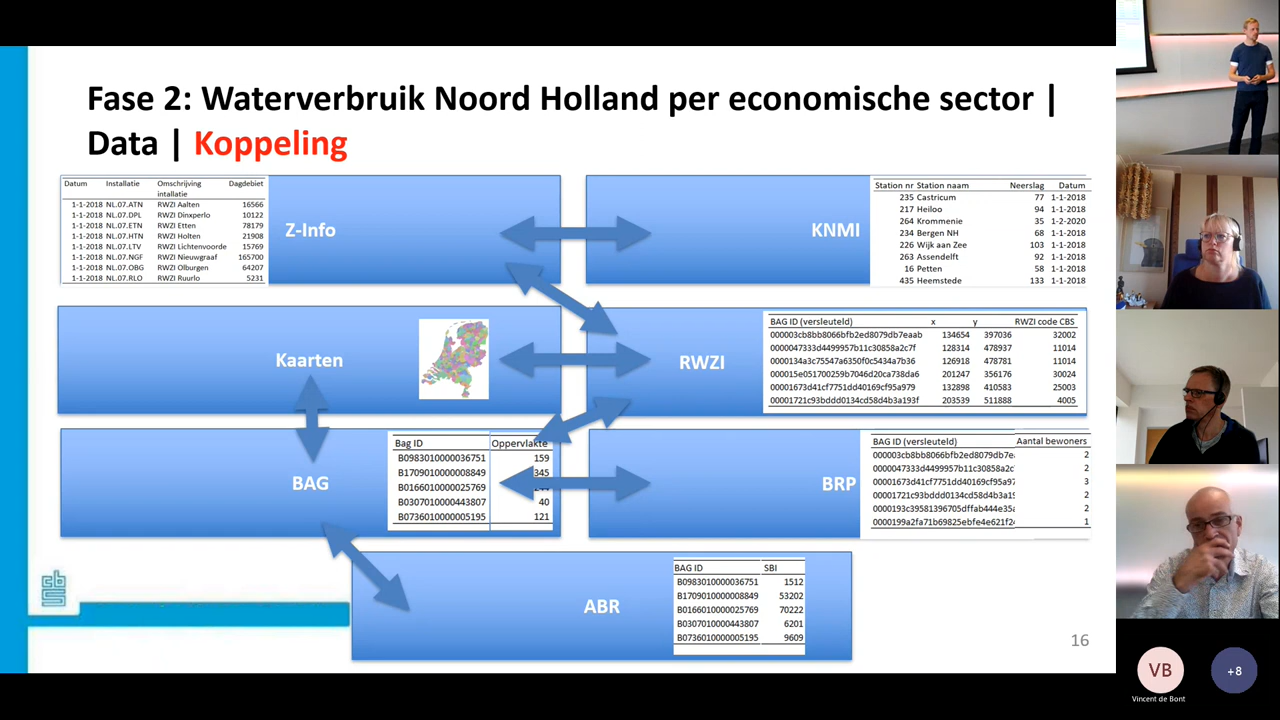 Fase 2: Waterverbruik Noord Holland per economische sector |
Data | Koppeling
Datum Installatie Omschrijving intallatie Dagdebiet
1-1-2018 NL.07.ATN RWZI Aalten 16566
1-1-2018 NL.07.DPL RWZI Dinxperlo 10122
1-1-2018 NL.07.ETN RWZI Etten 78179
1-1-2018 NL.07.HTN RWZI Holten 21908
1-1-2018 NL.07.LTV RWZI Lichtenvoorde 15769
1-1-2018 NL.07.NGF RWZI Nieuwgraaf 165700
1-1-2018 NL.07.OBG RWZI Olburgen 64207
1-1-2018 NL.07.RLO RWZI Ruurlo 5231
Z-Info
KNMI
Station nr Station naam Neerslag Datum
235 Castricum 77 1-1-2018
217 Heiloo 94 1-1-2018
264 Krommenie 35 1-2-2020
234 Bergen NH 68 1-1-2018
226 Wijk aan Zee 103 1-1-2018
263 Assendelft 92 1-1-2018
16 Petten 58 1-1-2018
435 Heemstede 133 1-1-2018
Kaarten
RWZI
BAG ID (versleuteld) x y RWZI code CBS
000003cb8bb8066bfb2ed8079db7eaab 134654 397036 32002
0000047333d4499957b11c30858a2c7f 128314 478937 11014
0000134a3c75547a6350f0c5434a7b36 126918 478781 11014
000015e051700259b7046d20ca738da6 201247 356176 30024
00001673d41cf7751dd40169cf95a979 132898 410583 25003
00001721c93bddd0134cd58d4b3a193f 203539 511888 4005
BAG
Bag ID Oppervlakte
B0983010000036751 159
B1709010000008849 345
B0166010000025769
B0307010000443807 40
B0736010000005195 121
BRP
BAG ID (versleuteld) Aantal bewoners
000003cb8bb8066bfb2ed8079db7e 2
0000047333d4499957b11c30858a2c 2
00001673d41cf7751dd40169cf95a 3
00001721c93bddd0134cd58d4b3a19 2
0000193c39581396705dffab444e35 2
0000199a2fa71b69825ebfe4e621f2 1
ABR
BAG ID SBI
B0983010000036751 1512
B1709010000008849 53202
B0166010000025769 70222
B0307010000443807 6201
B0736010000005195 9609
cbs
16
VB
+8
Vincent de Bont